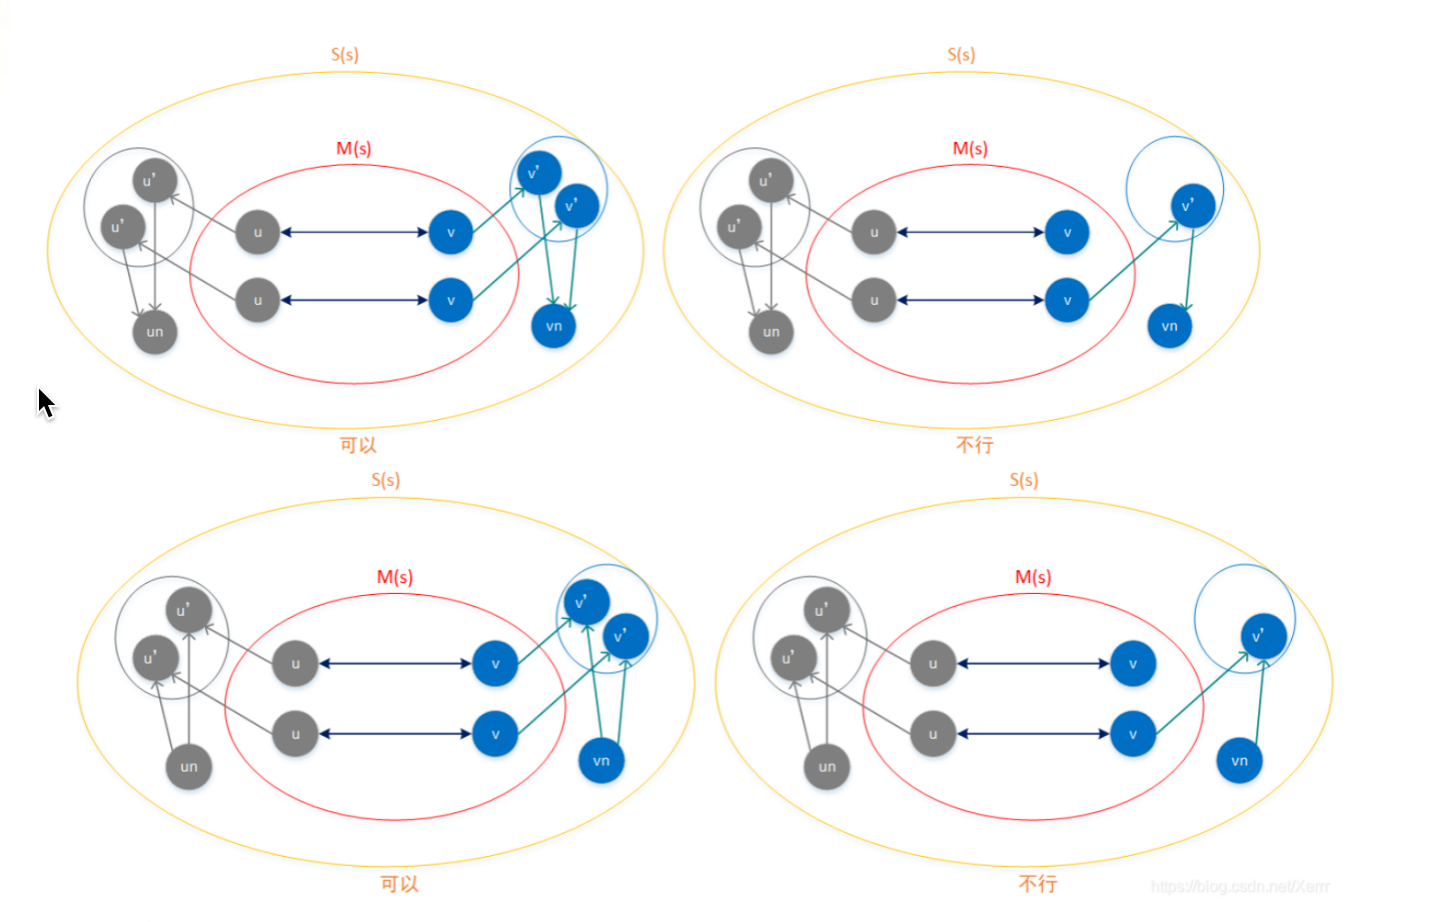 S(s)
S(s)
M(s)
M(s)
u'
v'
u'
v'
u'
v'
u'
u
v
u
v
u
v
u
v
un
vn
un
vn
可以
不行
S(s)
S(s)
M(s)
M(s)
u'
v'
u'
v'
u'
v'
u'
u
v
u
v
u
v
u
v
un
vn
un
vn
可以
不行
https://blog.csdn.net/Xerrr